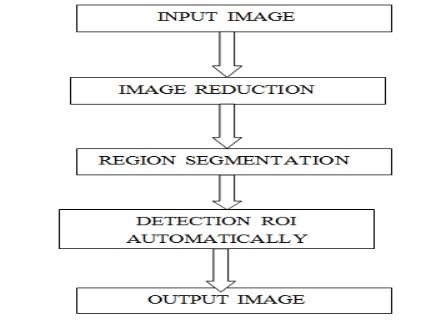 INPUT IMAGE
IMAGE REDUCTION
REGION SEGMENTATION
DETECTION ROI
AUTOMATICALLY
OUTPUT IMAGE